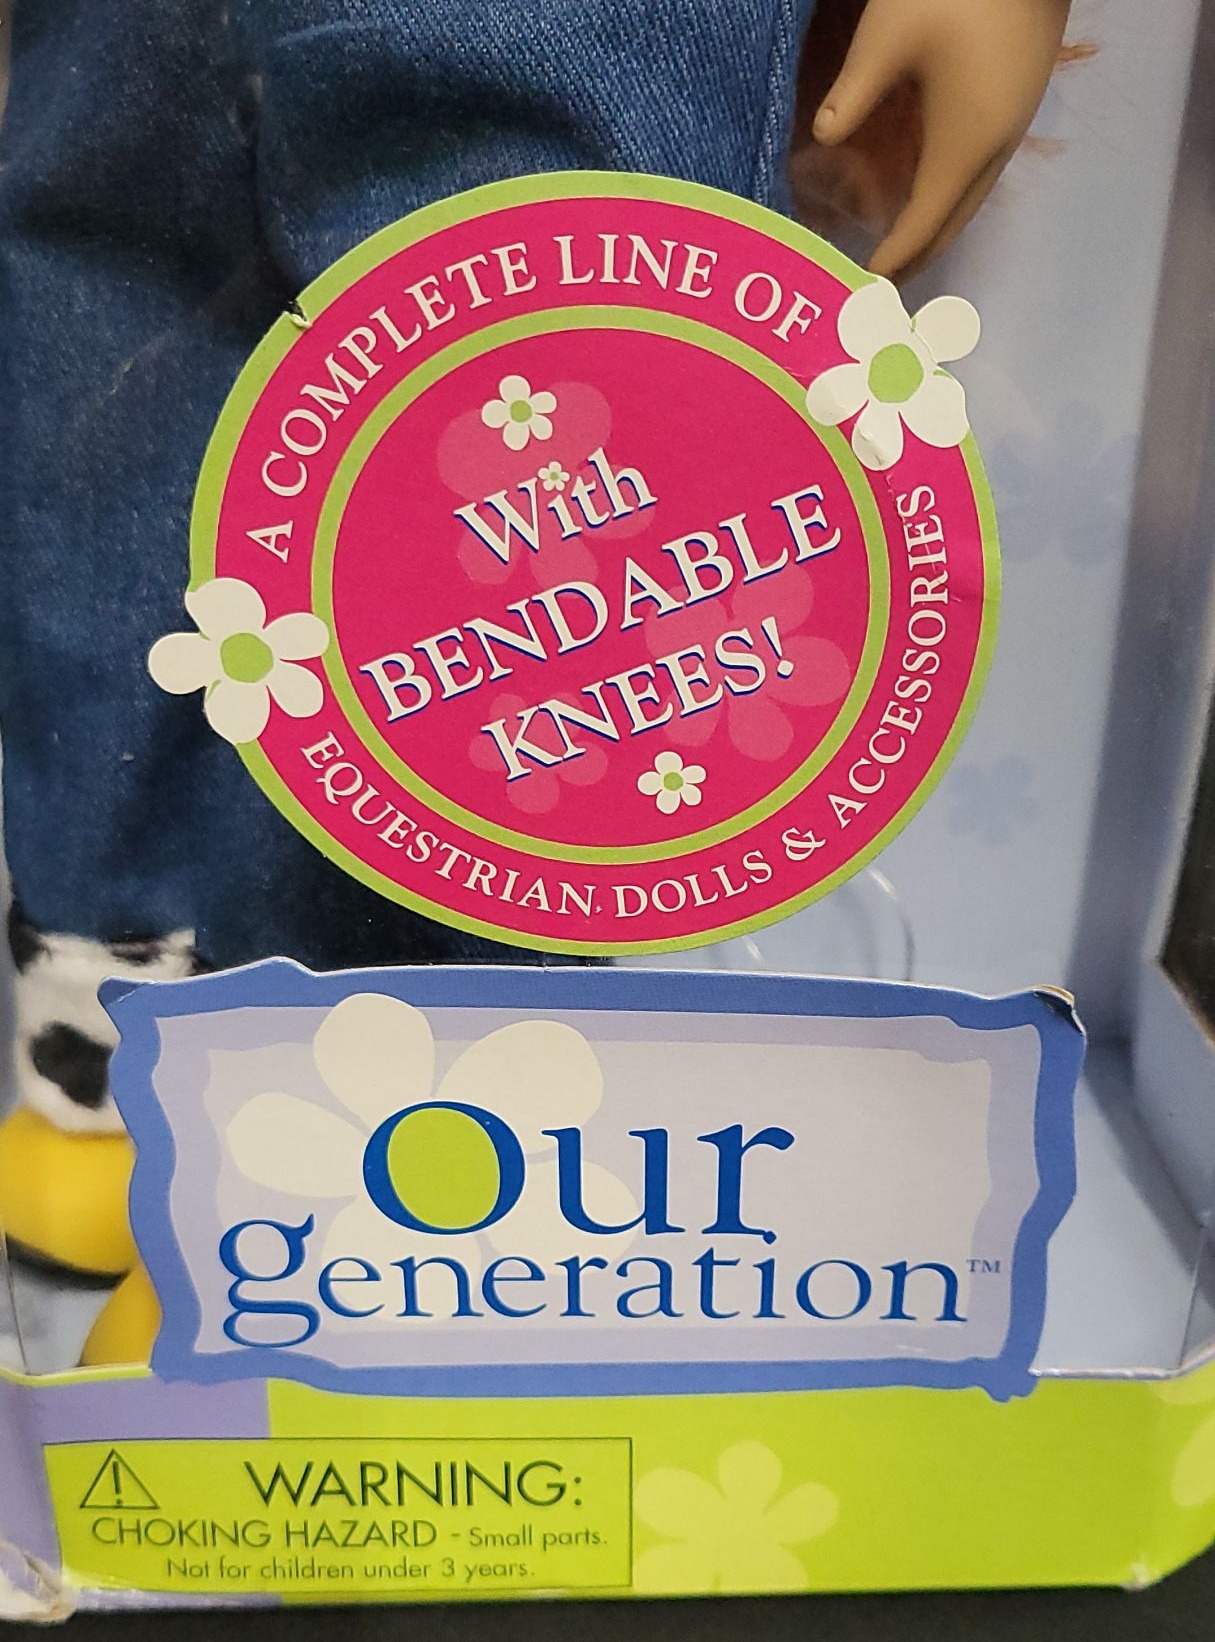 A COMPLETE LINE OF
With
BENDABLE
KNEES!
EQUESTRIAN DOLLS & ACCESSORIES
our
generation™
WARNING:
CHOKING HAZARD - Small parts.
Not for children under 3 years.